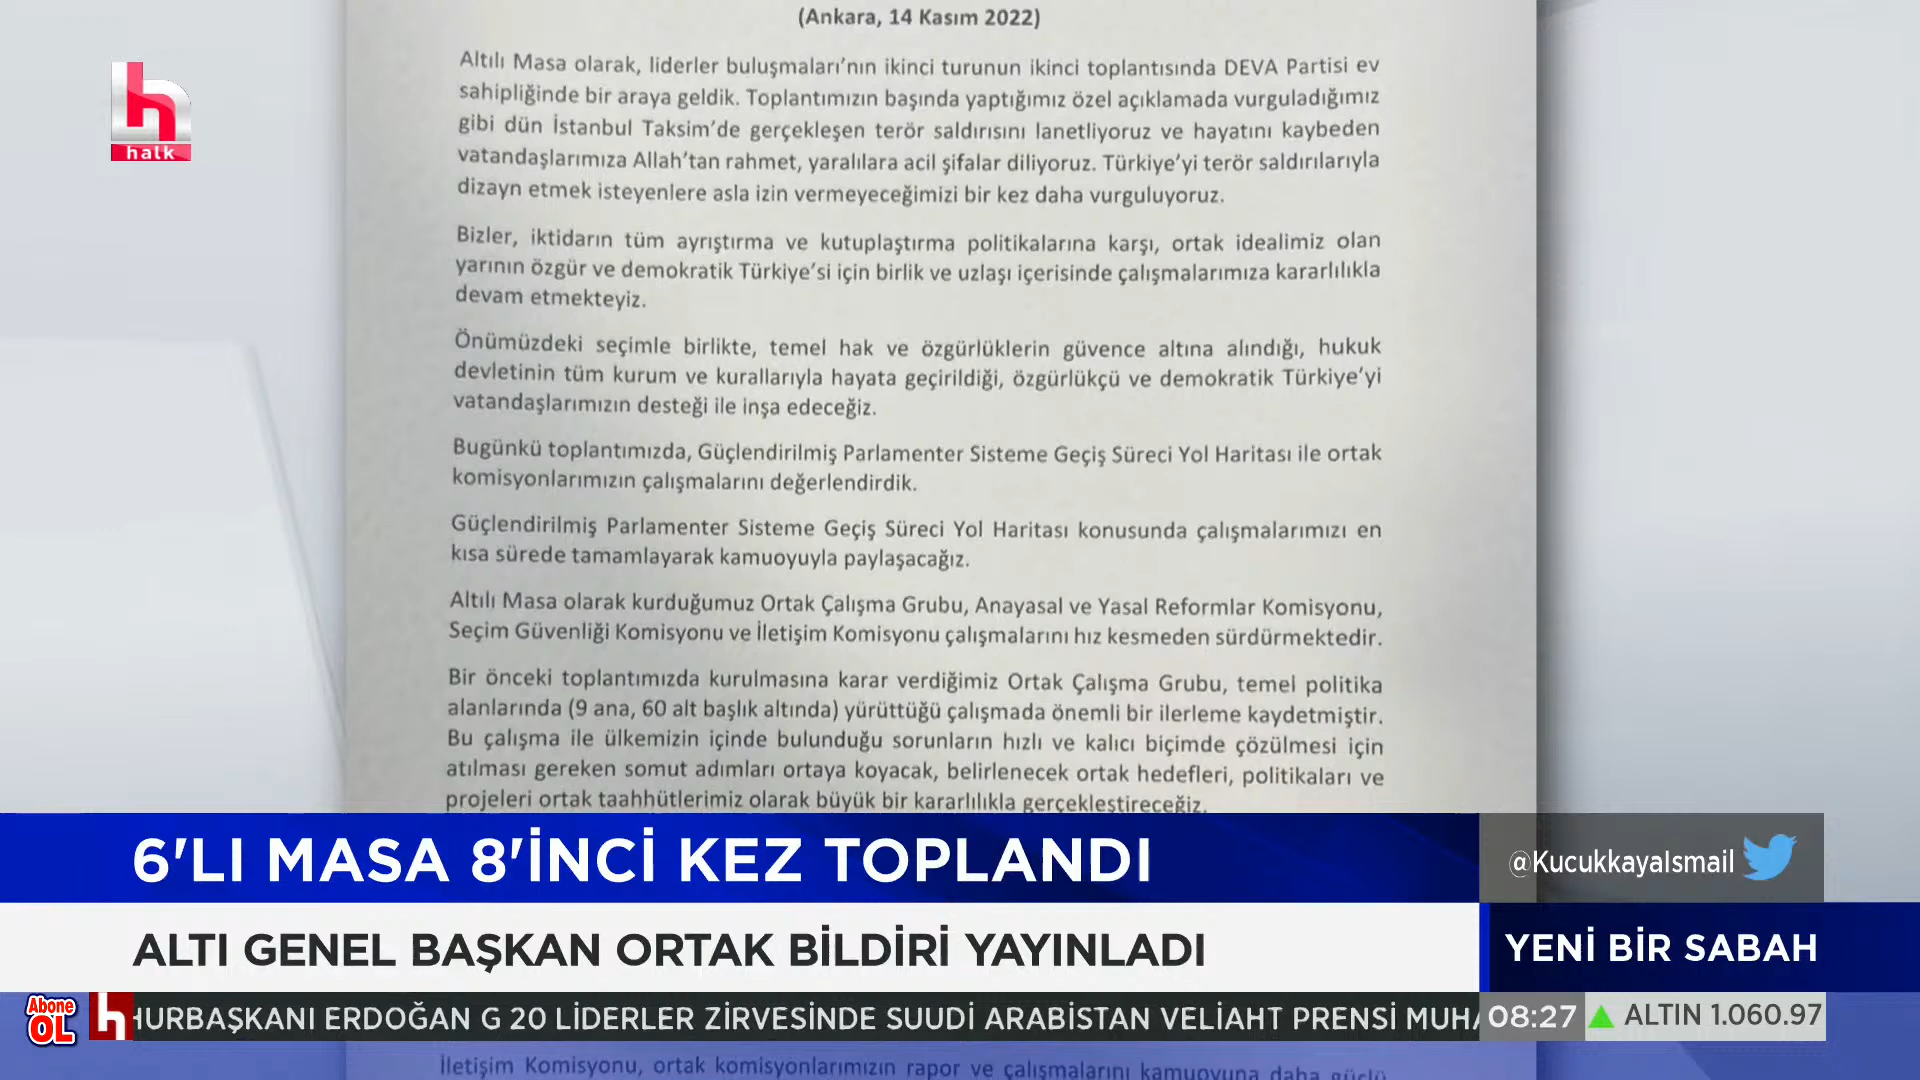 (Ankara, 14 Kasım 2022)
halk
Altılı Masa olarak, liderler buluşmaları’nın ikinci turunun ikinci toplantısında DEVA Partisi ev
sahipliğinde bir araya geldik. Toplantımızın başında yaptığımız özel açıklamada vurguladığımız
gibi dün İstanbul Taksim’de gerçekleşen terör saldırısını lanetliyoruz ve hayatını kaybeden
vatandaşlarımıza Allah’tan rahmet, yaralılara acil şifalar diliyoruz. Türkiye’yi terör saldırılarıyla
dizayn etmek isteyenlere asla izin vermeyeceğimizi bir kez daha vurguluyoruz.
Bizler, iktidarın tüm ayrıştırma ve kutuplaştırma politikalarına karşı, ortak idealimiz olan
yarının özgür ve demokratik Türkiye’si için birlik ve uzlaşı içerisinde çalışmalarımıza kararlılıkla
devam etmekteyiz.
Önümüzdeki seçimle birlikte, temel hak ve özgürlüklerin güvence altına alındığı, hukuk
devletinin tüm kurum ve kurallarıyla hayata geçirildiği, özgürlükçü ve demokratik Türkiye’yi
vatandaşlarımızın desteği ile inşa edeceğiz.
Bugünkü toplantımızda, Güçlendirilmiş Parlamenter Sisteme Geçiş Süreci Yol Haritası ile ortak
komisyonlarımızın çalışmalarını değerlendirdik.
Güçlendirilmiş Parlamenter Sisteme Geçiş Süreci Yol Haritası konusunda çalışmalarımızı en
kısa sürede tamamlayarak kamuoyuyla paylaşacağız.
Altılı Masa olarak kurduğumuz Ortak Çalışma Grubu, Anayasal ve Yasal Reformlar Komisyonu,
Seçim Güvenliği Komisyonu ve İletişim Komisyonu çalışmalarını hız kesmeden sürdürmektedir.
Bir önceki toplantımızda kurulmasına karar verdiğimiz Ortak Çalışma Grubu, temel politika
alanlarında (9 ana, 60 alt başlık altında) yürüttüğü çalışmada önemli bir ilerleme kaydetmiştir.
Bu çalışma ile ülkemizin içinde bulunduğu sorunların hızlı ve kalıcı biçimde çözülmesi için
atılması gereken somut adımları ortaya koyacak, belirlenecek ortak hedefleri, politikaları ve
projeleri ortak taahhütlerimiz olarak büyük bir kararlılıkla gerçekleştireceğiz.
6'LI MASA 8'İNCİ KEZ TOPLANDI
@KucukkayaIsmail
ALTI GENEL BAŞKAN ORTAK BİLDİRİ YAYINLADI
YENİ BİR SABAH
Abone
OL
HURBAŞKANI ERDOĞAN G 20 LİDERLER ZİRVESİNDE SUUDİ ARABİSTAN VELİAHT PRENSİ MUHA
08:27
ALTIN 1.060.97
İletişim Komisyonu, ortak komisyonlarımızın rapor ve çalışmalarını kamuoyuna daha güçlü